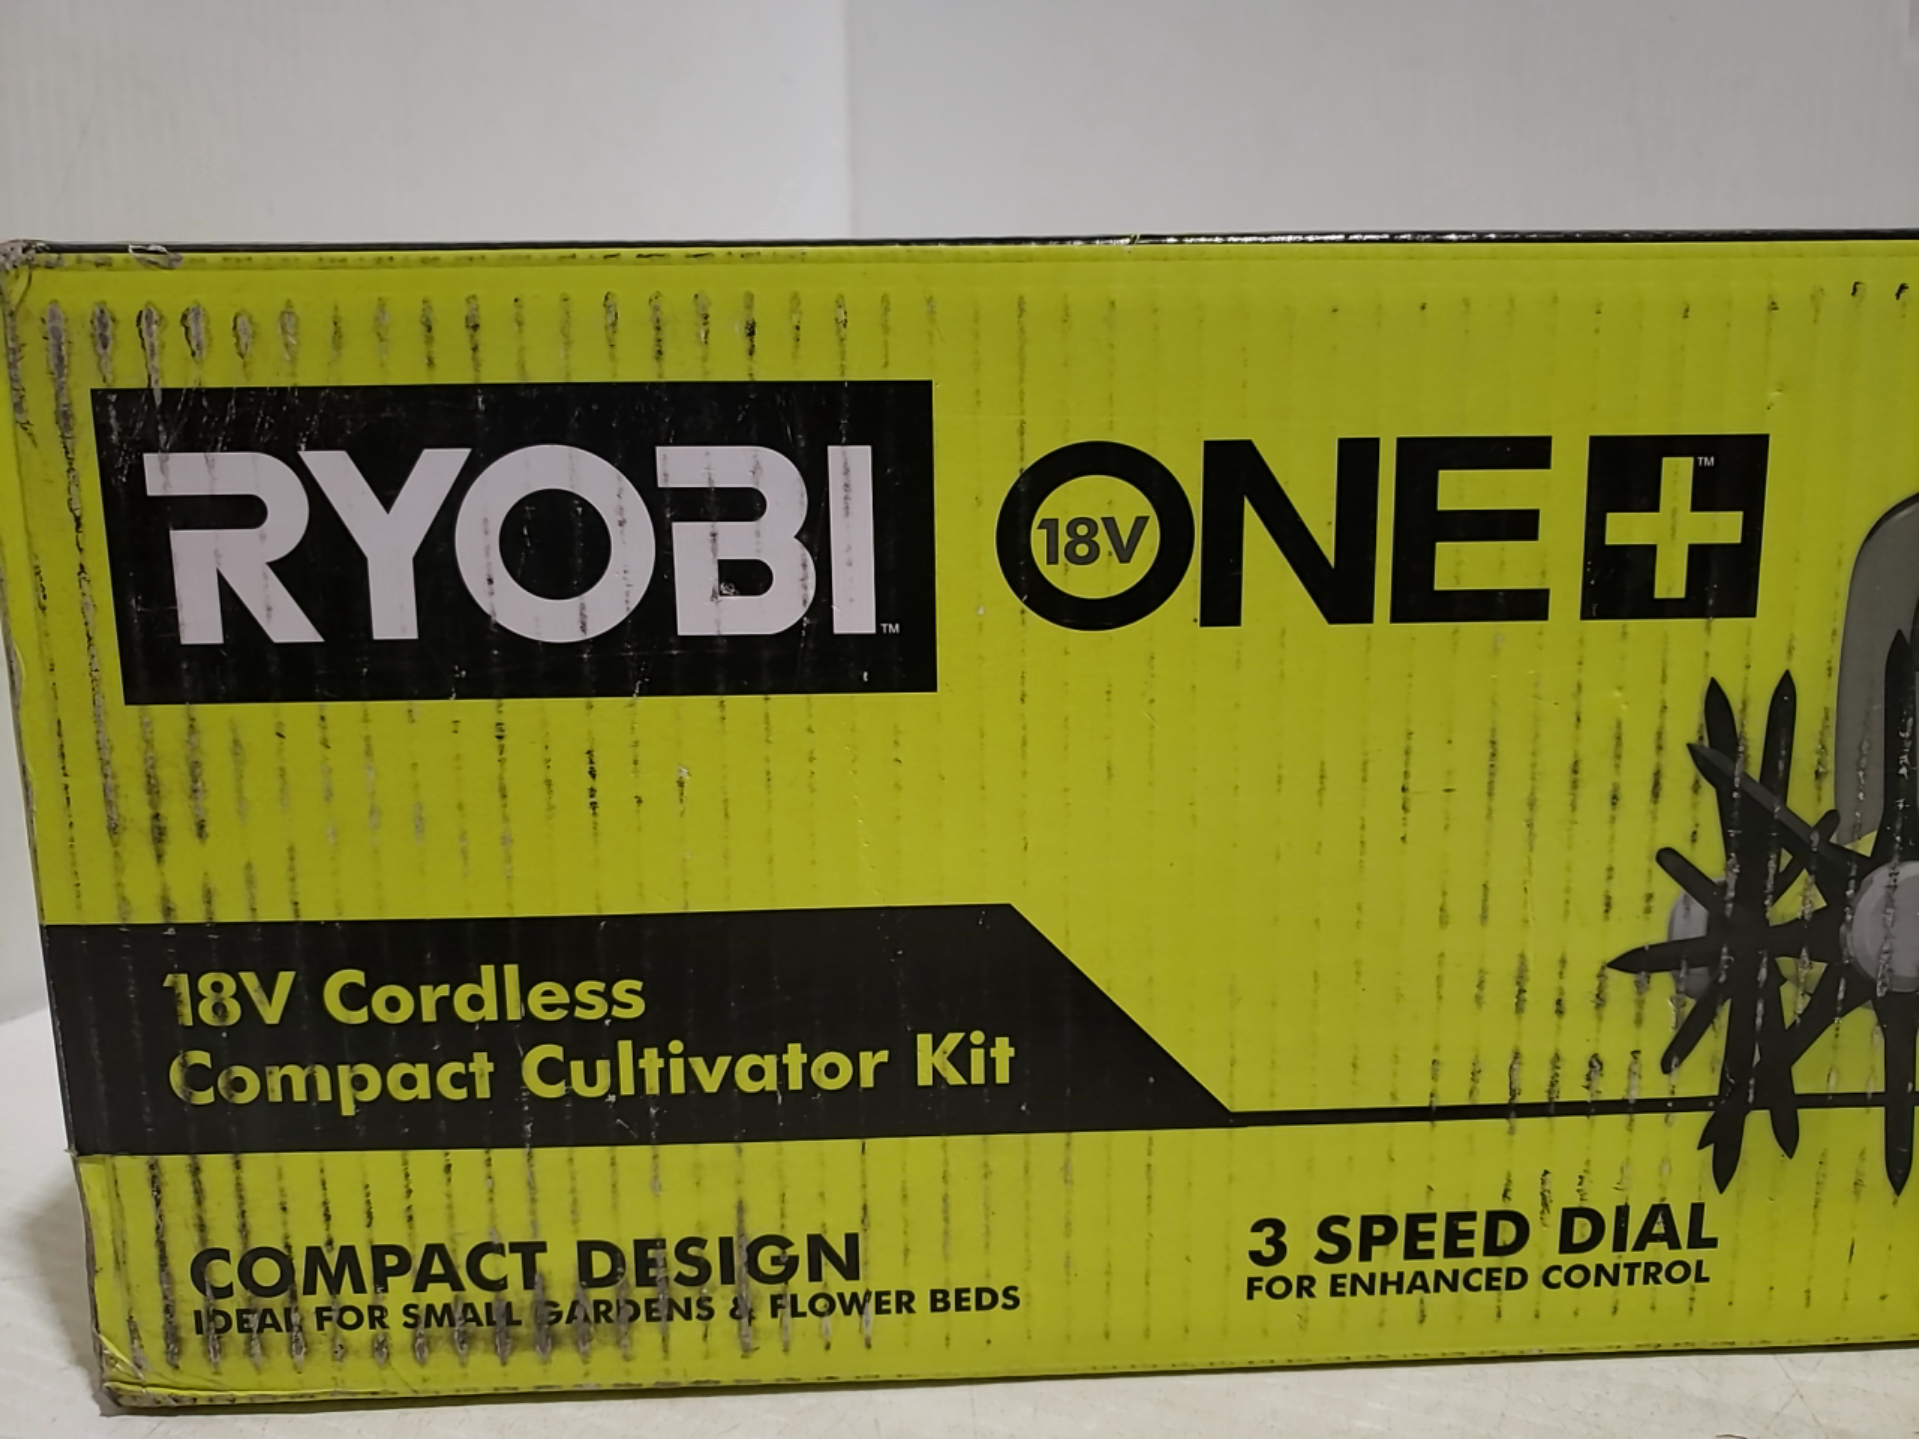 RYOBI™ 18V ONE+™
18V Cordless
Compact Cultivator Kit
COMPACT DESIGN
IDEAL FOR SMALL GARDENS & FLOWER BEDS
3 SPEED DIAL
FOR ENHANCED CONTROL